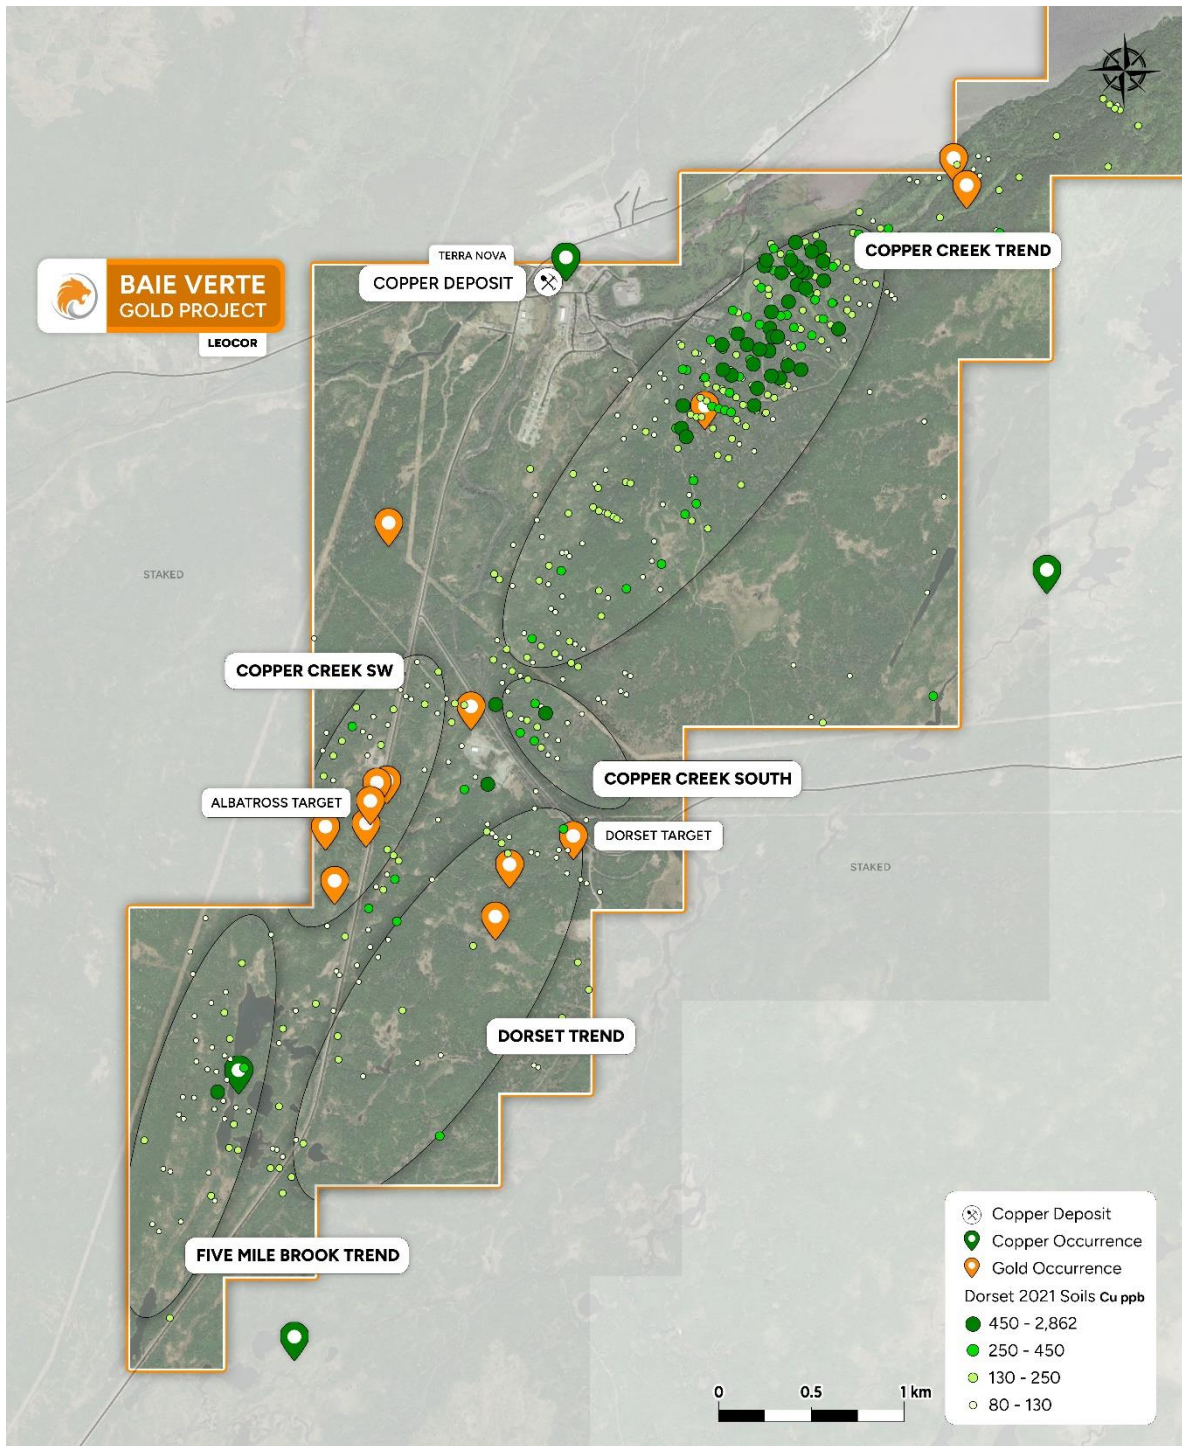 COPPER CREEK TREND
TERRA NOVA
COPPER DEPOSIT
BAIE VERTE
GOLD PROJECT
LEOCOR
STAKED
COPPER CREEK SW
COPPER CREEK SOUTH
ALBATROSS TARGET
DORSET TARGET
STAKED
DORSET TREND
FIVE MILE BROOK TREND
Copper Deposit
Copper Occurrence
Gold Occurrence
Dorset 2021 Soils Cu ppb
450 - 2,862
250 - 450
130 - 250
80 - 130
0 0.5 1 km